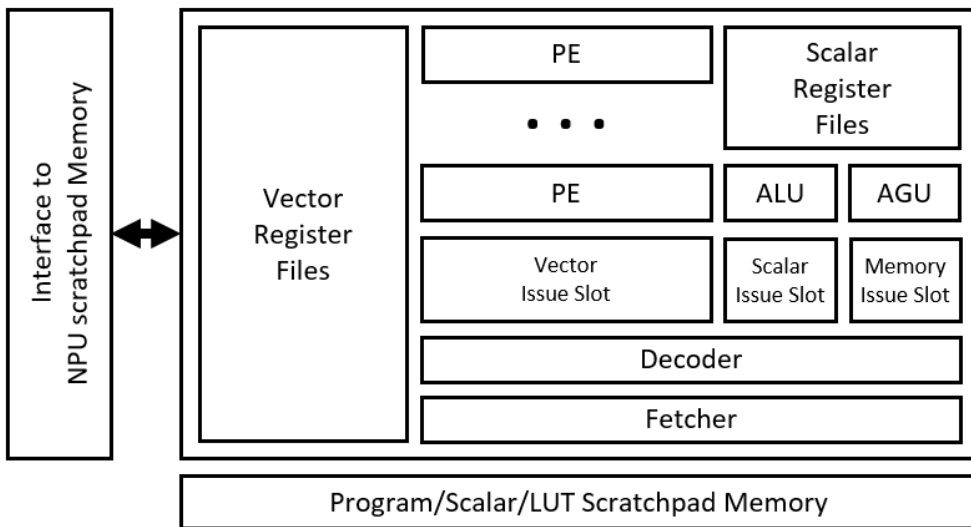 Interface to
NPU scratchpad Memory
Vector
Register
Files
PE
• • •
PE
Vector
Issue Slot
Scalar
Register
Files
ALU
AGU
Scalar
Issue Slot
Memory
Issue Slot
Decoder
Fetcher
Program/Scalar/LUT Scratchpad Memory